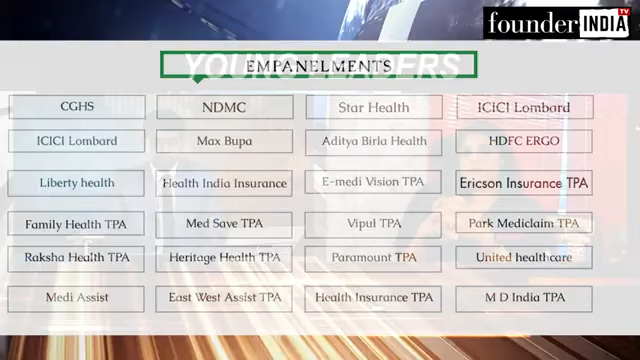 founder INDIA TV
YOUNG LEADERS
EMPANELMENTS
CGHS NDMC Star Health ICICI Lombard
ICICI Lombard Max Bupa Aditya Birla Health HDFC ERGO
Liberty health Health India Insurance E-medi Vision TPA Ericson Insurance TPA
Family Health TPA Med Save TPA Vipul TPA Park Mediclaim TPA
Raksha Health TPA Heritage Health TPA Paramount TPA United healthcare
Medi Assist East West Assist TPA Health Insurance TPA M D India TPA